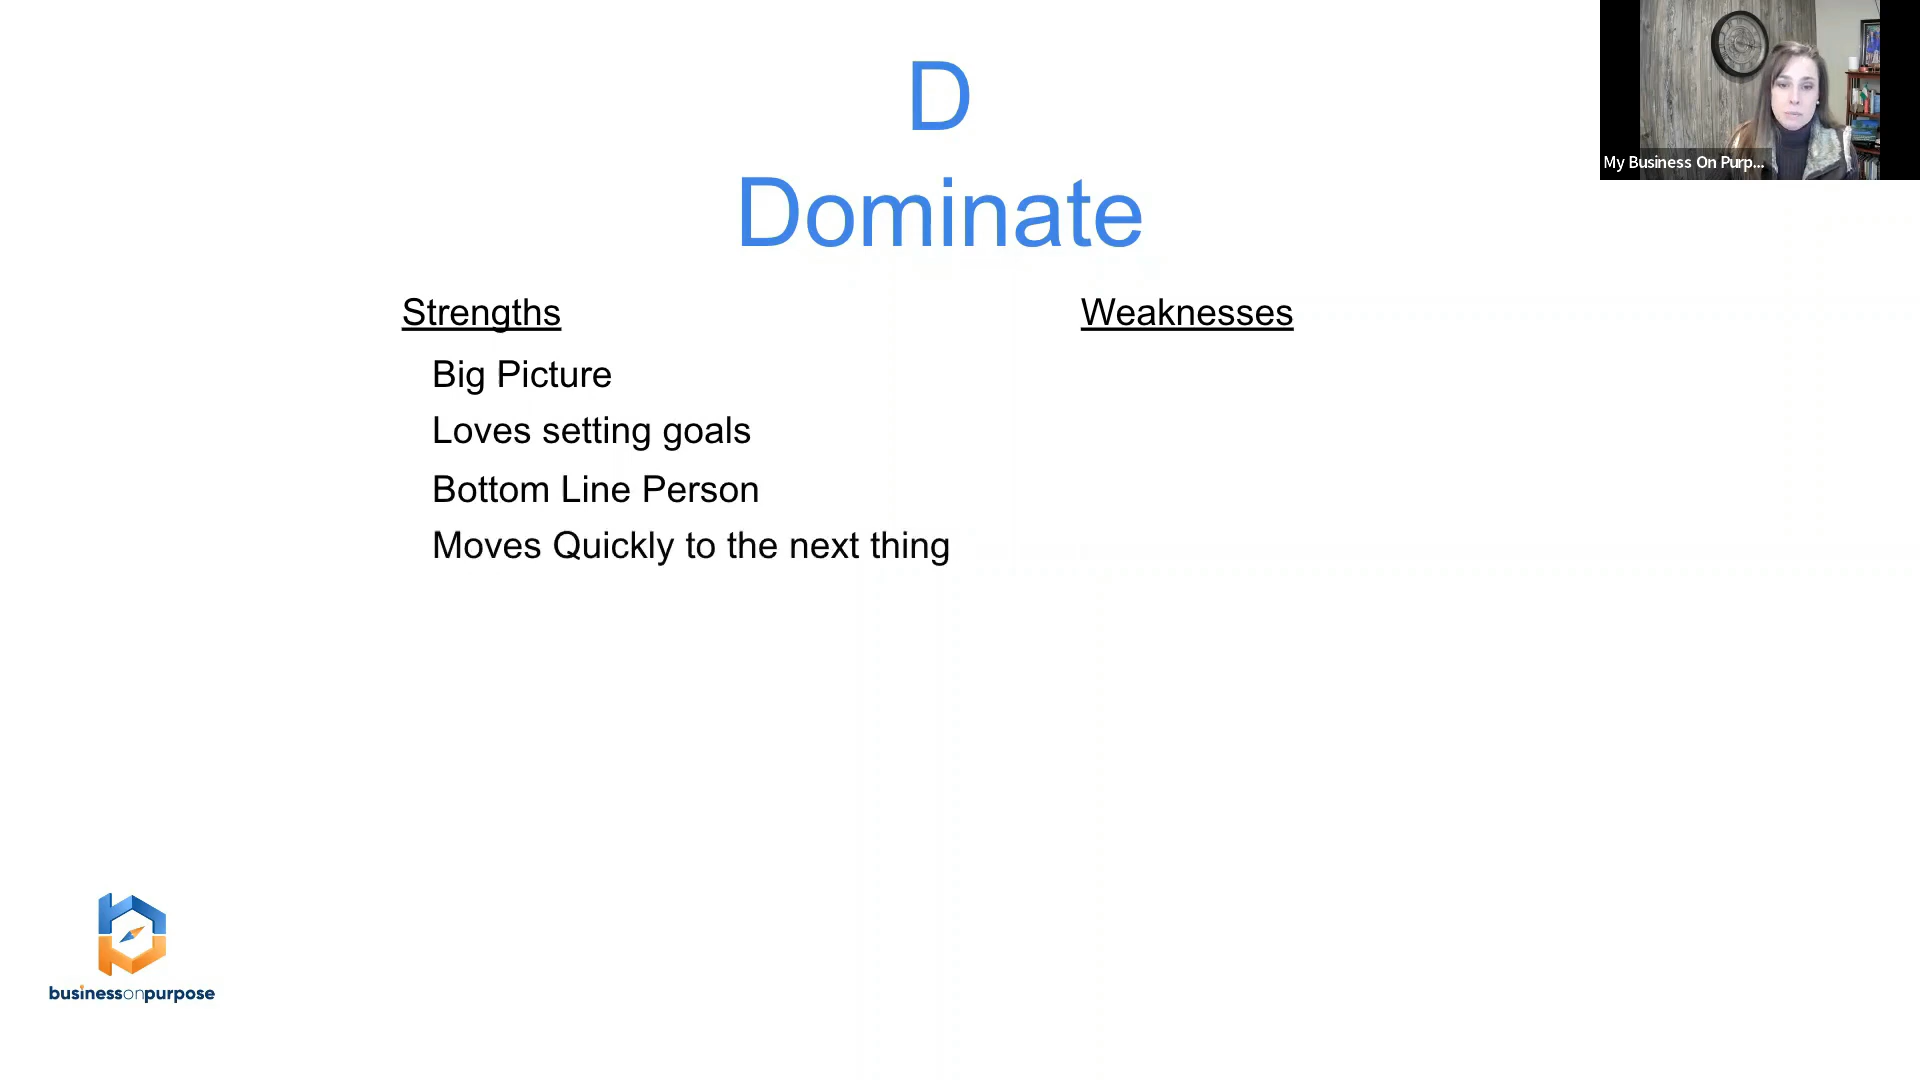 D
Dominate
My Business On Purp...
Strengths
Weaknesses
Big Picture
Loves setting goals
Bottom Line Person
Moves Quickly to the next thing
businessonpurpose